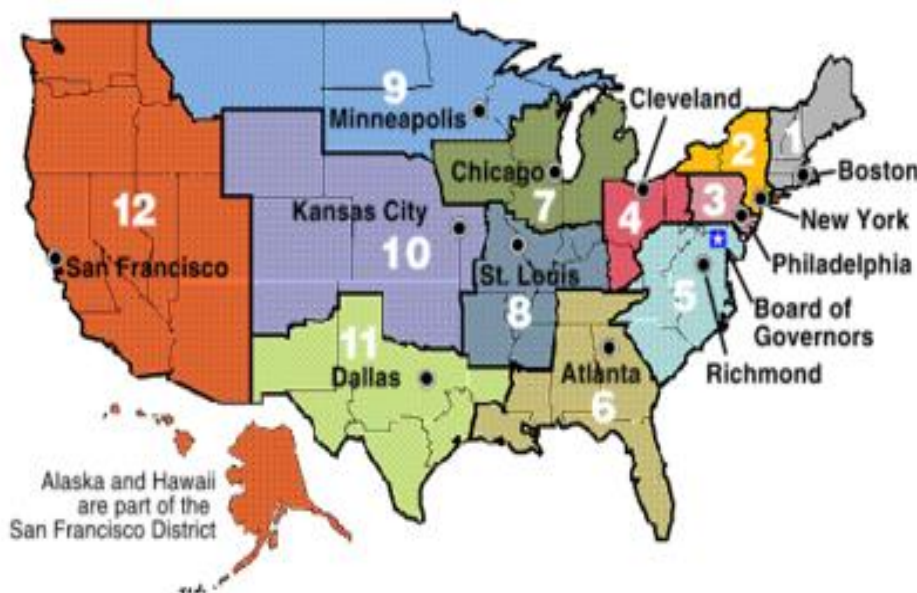 9
Minneapolis
Cleveland
2
1
Chicago
7
Boston
12
Kansas City
4
3
New York
10
San Francisco
St. Louis
Philadelphia
8
5
Board of
Governors
11
Dallas
Atlanta
Richmond
6
Alaska and Hawaii
are part of the
San Francisco District